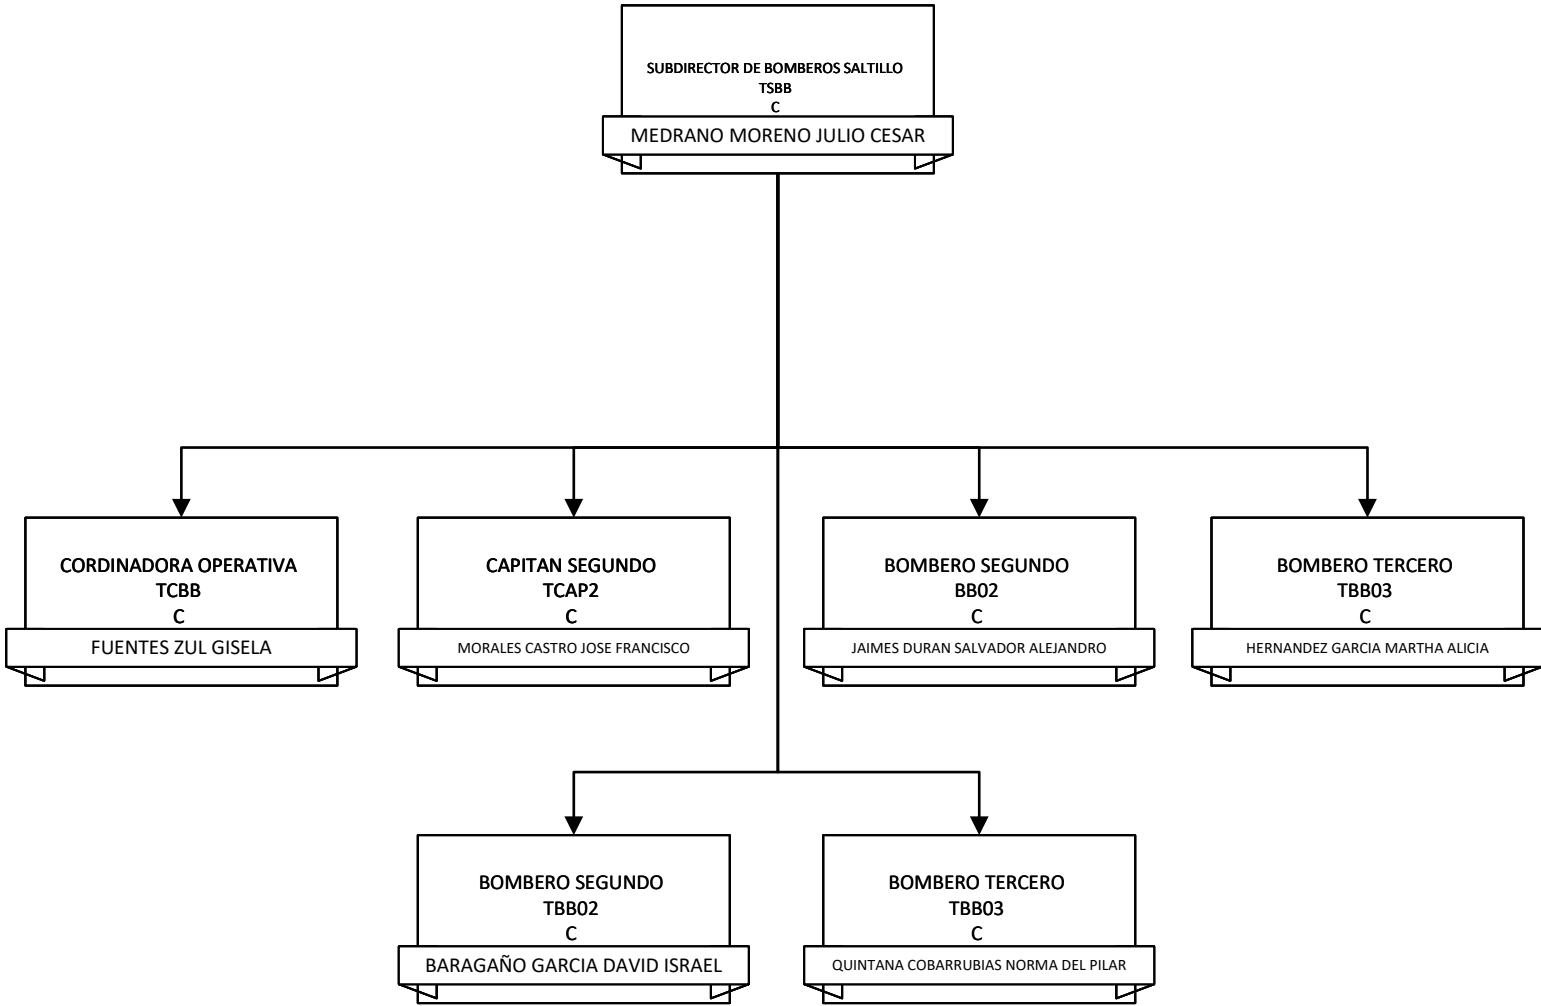 SUBDIRECTOR DE BOMBEROS SALTILLO
TSBB
C
MEDRANO MORENO JULIO CESAR
CORDINADORA OPERATIVA
TCBB
C
FUENTES ZUL GISELA
CAPITAN SEGUNDO
TCAP2
C
MORALES CASTRO JOSE FRANCISCO
BOMBERO SEGUNDO
BB02
C
JAIMES DURAN SALVADOR ALEJANDRO
BOMBERO TERCERO
TBB03
C
HERNANDEZ GARCIA MARTHA ALICIA
BOMBERO SEGUNDO
TBB02
C
BARAGAÑO GARCIA DAVID ISRAEL
BOMBERO TERCERO
TBB03
C
QUINTANA COBARRUBIAS NORMA DEL PILAR